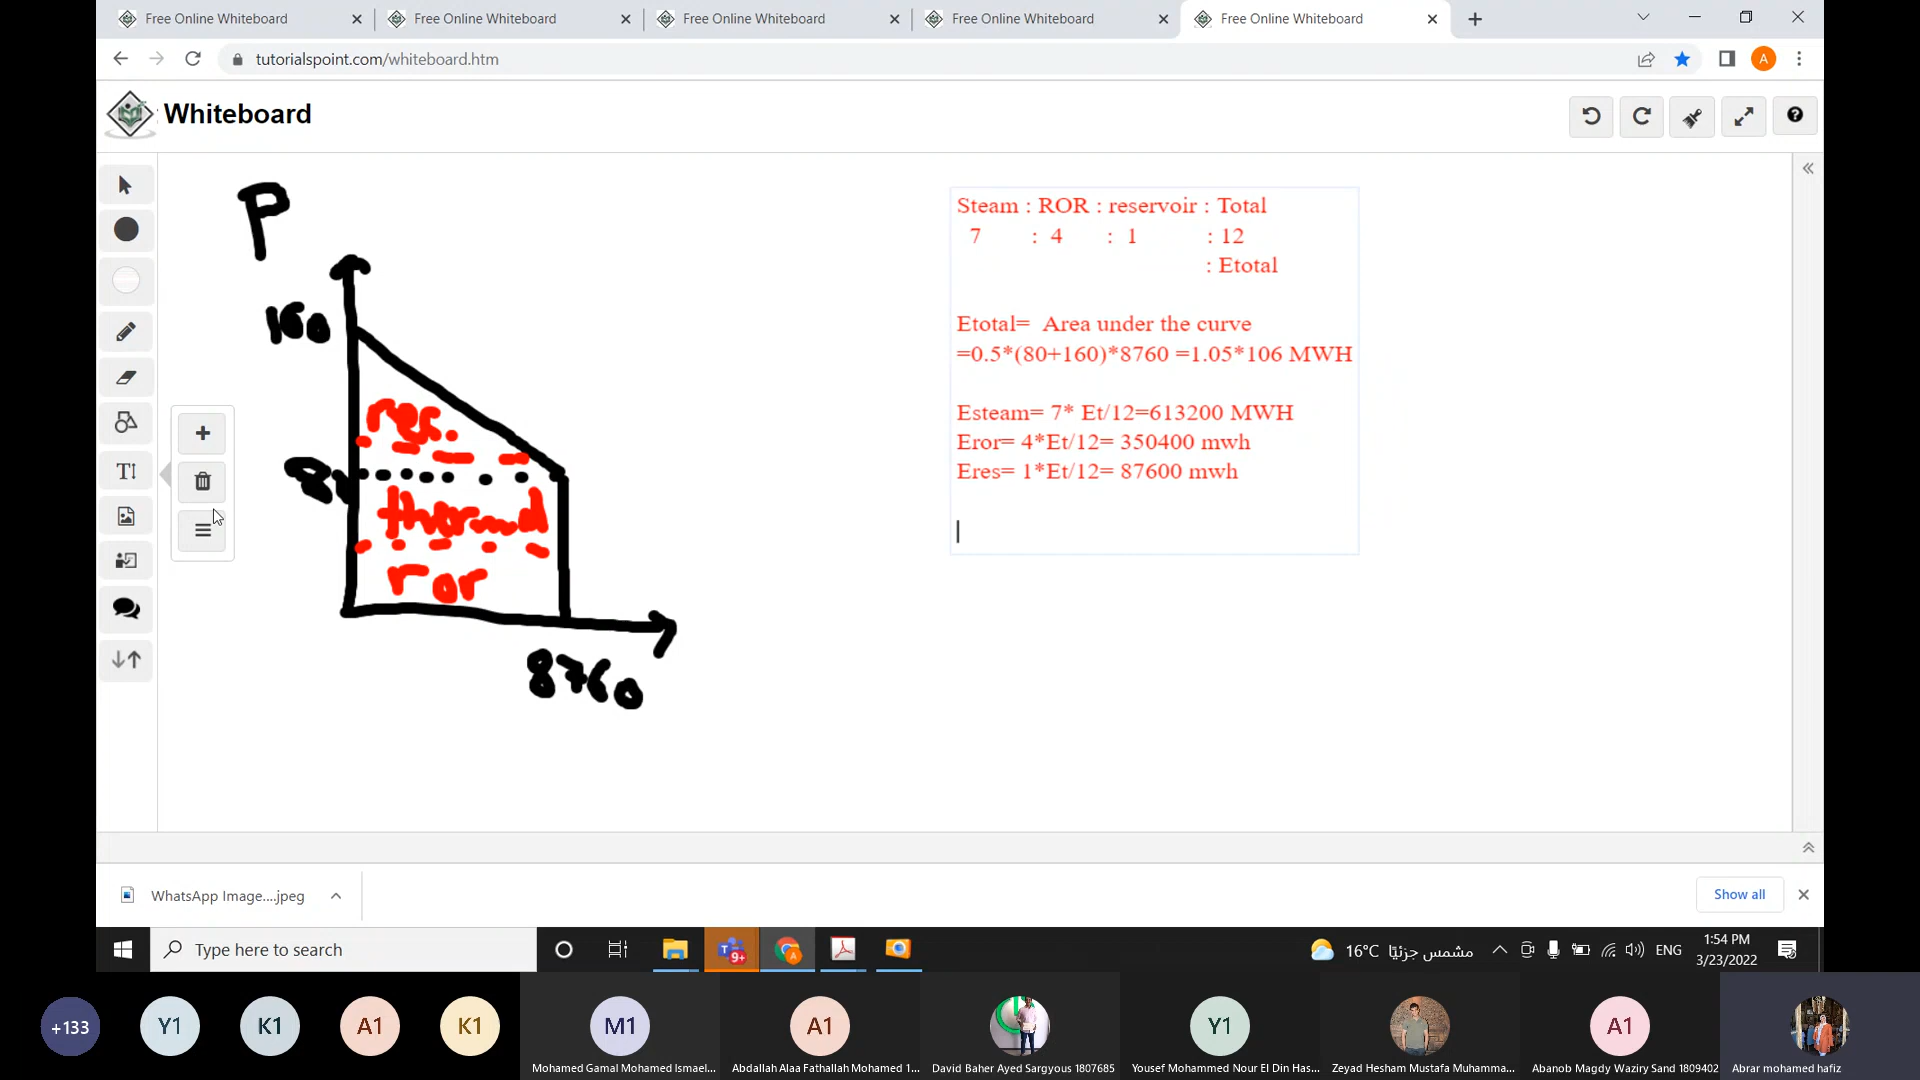 Free Online Whiteboard
Free Online Whiteboard
Free Online Whiteboard
Free Online Whiteboard
Free Online Whiteboard
tutorialspoint.com/whiteboard.htm
A
Whiteboard
P
160
res.
thermal
ror
8760
Steam : ROR : reservoir : Total
7 : 4 : 1 : 12
: Etotal
Etotal= Area under the curve
=0.5*(80+160)*8760 =1.05*106 MWH
Esteam= 7* Et/12=613200 MWH
Eror= 4*Et/12= 350400 mwh
Eres= 1*Et/12= 87600 mwh
WhatsApp Image....jpeg
Show all
Type here to search
9+
16°C مشمس جزئيًا
ENG
1:54 PM
3/23/2022
+133
Y1
K1
A1
K1
M1
A1
Y1
A1
Mohamed Gamal Mohamed Ismael...
Abdallah Alaa Fathallah Mohamed 1...
David Baher Ayed Sargyous 1807685
Yousef Mohammed Nour El Din Has...
Zeyad Hesham Mustafa Muhamma...
Abanob Magdy Waziry Sand 1809402
Abrar mohamed hafiz